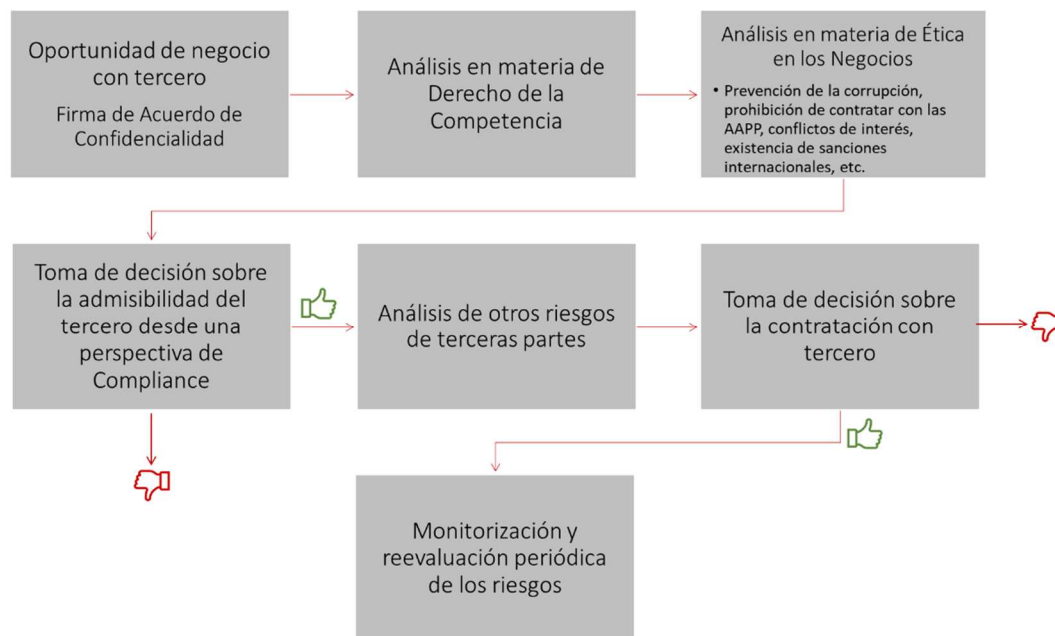 Oportunidad de negocio
con tercero
Firma de Acuerdo de
Confidencialidad
Análisis en materia de
Derecho de la
Competencia
Análisis en materia de Ética
en los Negocios
• Prevención de la corrupción,
prohibición de contratar con las
AAPP, conflictos de interés,
existencia de sanciones
internacionales, etc.
Toma de decisión sobre
la admisibilidad del
tercero desde una
perspectiva de
Compliance
Análisis de otros riesgos
de terceras partes
Toma de decisión sobre
la contratación con
tercero
Monitorización y
reevaluación periódica
de los riesgos